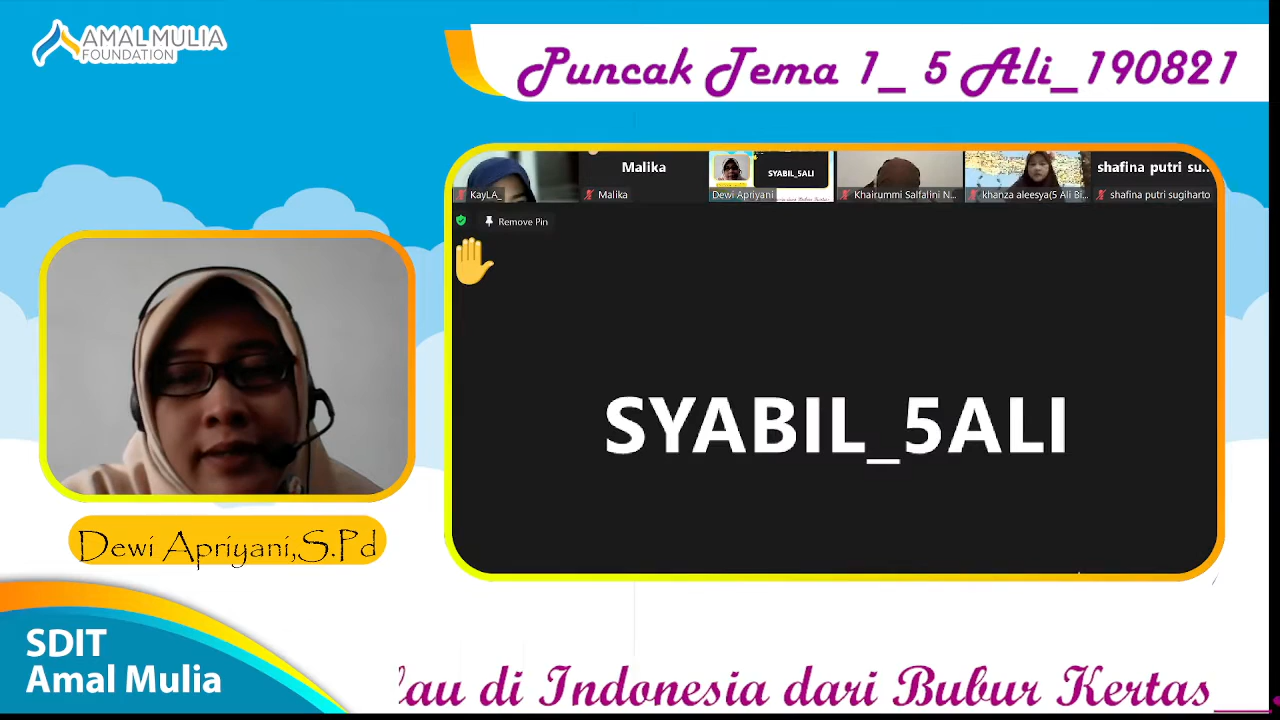 AMAL MULIA
FOUNDATION
Puncak Tema 1_ 5 Ali_190821
Malika
SYABIL_5ALI
shafina putri su...
KayLA_
Malika
Dewi Apriyani
Khairummi Salfalini N...
khanza aleesya(5 Ali Bi...
shafina putri sugiharto
Remove Pin
SYABIL_5ALI
Dewi Apriyani,S.Pd
SDIT
Amal Mulia
lau di Indonesia dari Bubur Kertas__